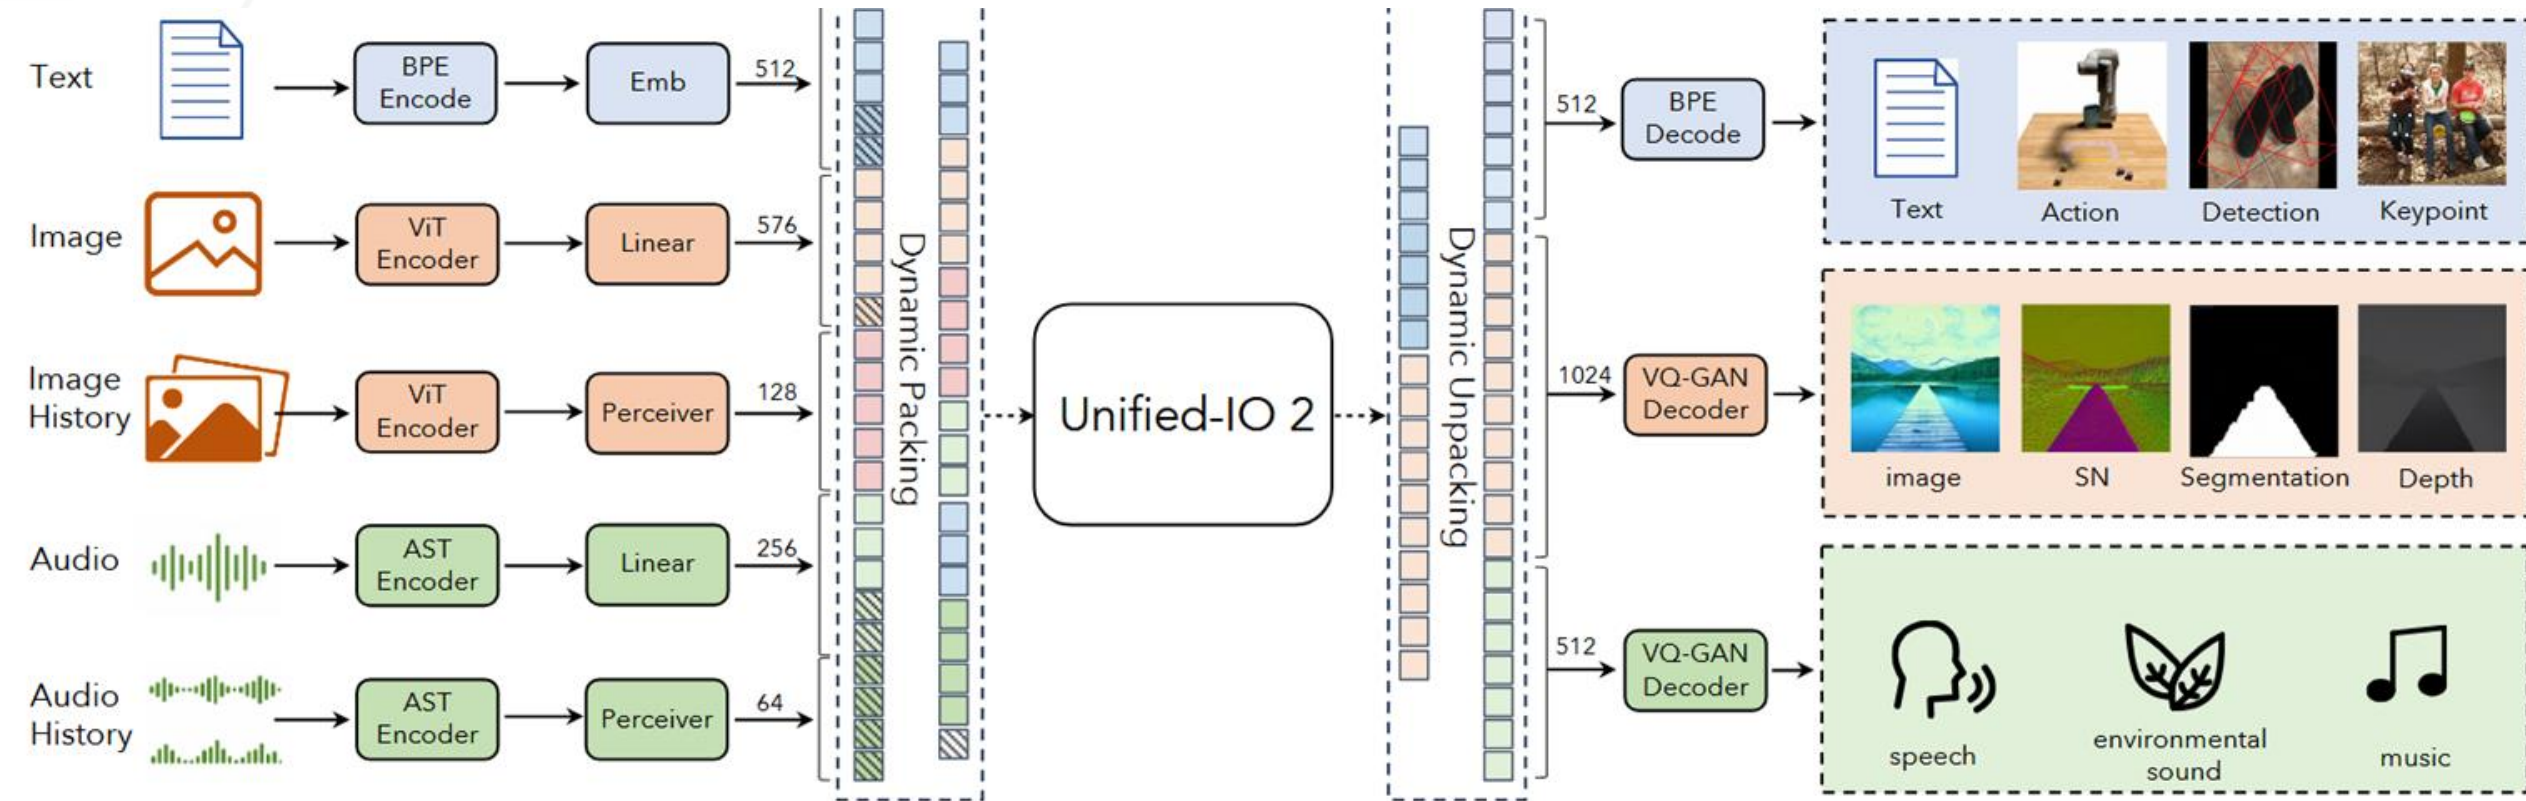 Text
BPE
Encode
Emb
512
Image
ViT
Encoder
Linear
576
Image
History
ViT
Encoder
Perceiver
128
Audio
AST
Encoder
Linear
256
Audio
History
AST
Encoder
Perceiver
64
Dynamic Packing
Unified-IO 2
Dynamic Unpacking
512
BPE
Decode
Text
Action
Detection
Keypoint
1024
VQ-GAN
Decoder
image
SN
Segmentation
Depth
512
VQ-GAN
Decoder
speech
environmental
sound
music